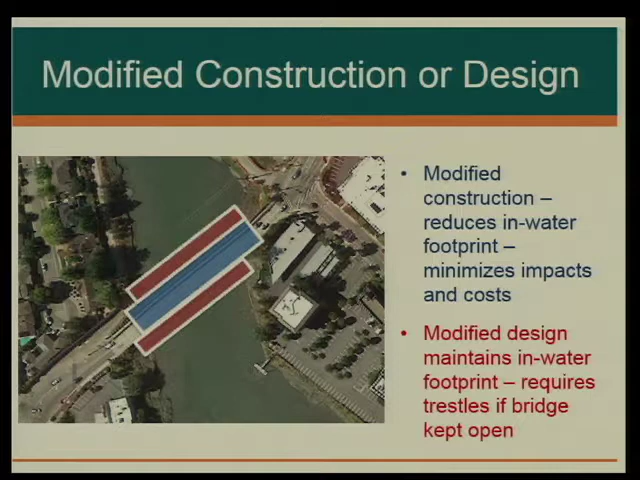 Modified Construction or Design
• Modified
construction –
reduces in-water
footprint –
minimizes impacts
and costs
• Modified design
maintains in-water
footprint – requires
trestles if bridge
kept open